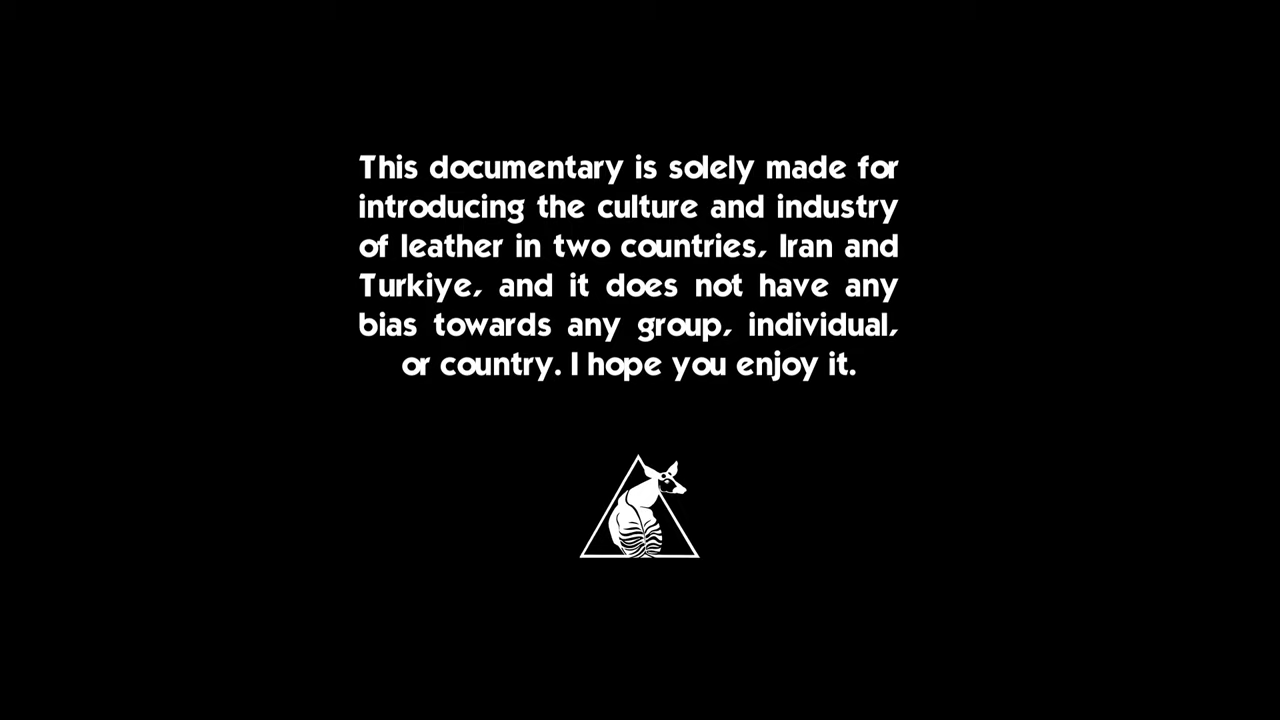 This documentary is solely made for
introducing the culture and industry
of leather in two countries, Iran and
Turkiye, and it does not have any
bias towards any group, individual,
or country. I hope you enjoy it.